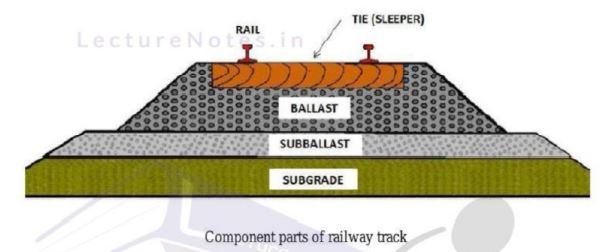 TIE (SLEEPER)
RAIL
LectureNotes.in
BALLAST
SUBBALLAST
SUBGRADE
Component parts of railway track